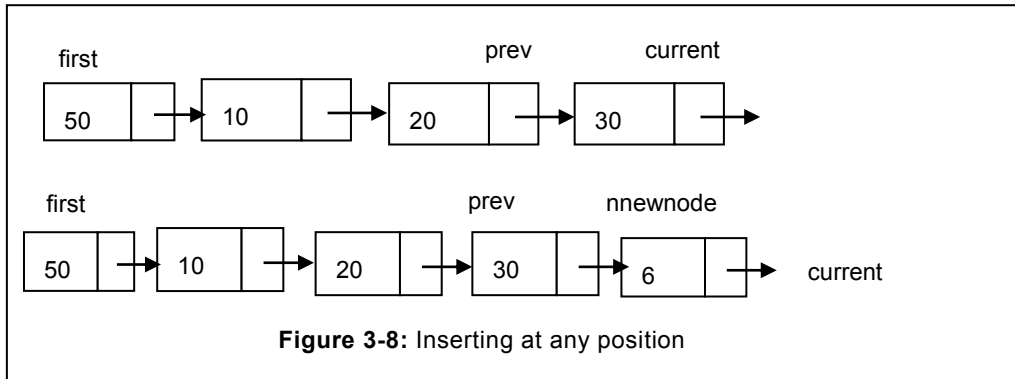 first prev current
50 10 20 30
first prev nnewnode
50 10 20 30 6 current
Figure 3-8: Inserting at any position